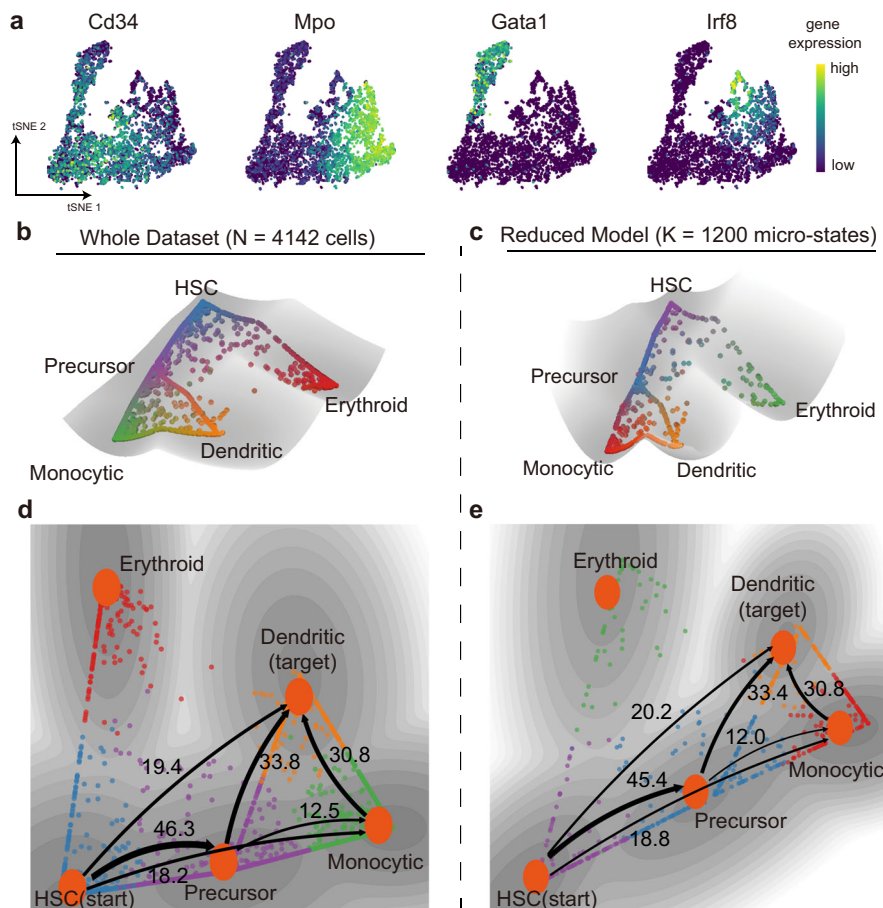 a
Cd34
Mpo
Gata1
Irf8
gene
expression
high
low
tSNE 2
tSNE 1
b
Whole Dataset (N = 4142 cells)
HSC
Precursor
Erythroid
Dendritic
Monocytic
c
Reduced Model (K = 1200 micro-states)
HSC
Precursor
Erythroid
Monocytic
Dendritic
d
Erythroid
Dendritic
(target)
19.4
33.8
30.8
46.3
12.5
18.2
Monocytic
HSC(start)
Precursor
e
Erythroid
Dendritic
(target)
20.2
33.4
30.8
12.0
45.4
Monocytic
Precursor
18.8
HSC(start)